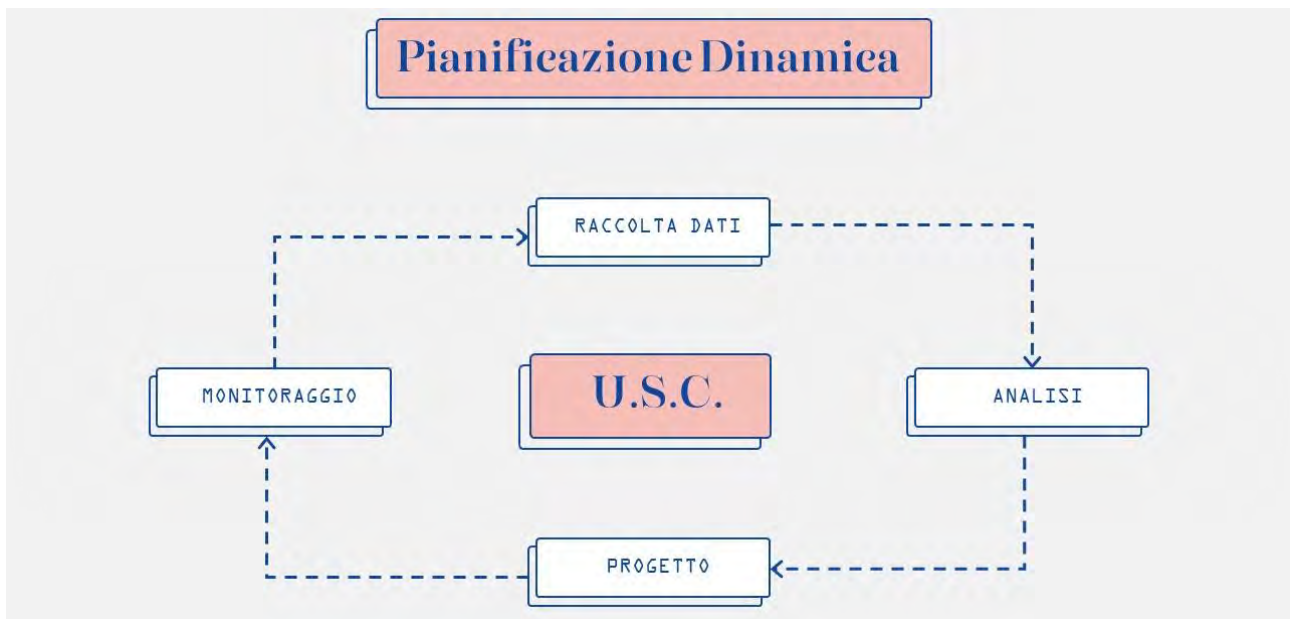 Pianificazione Dinamica
RACCOLTA DATI
MONITORAGGIO
U.S.C.
ANALISI
PROGETTO